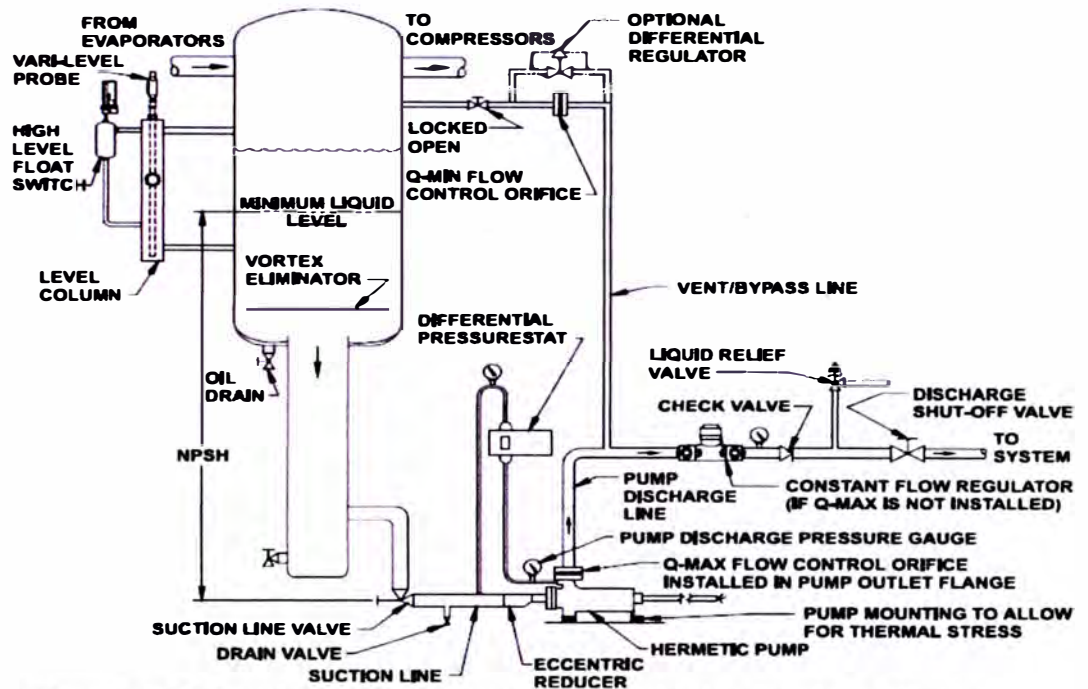 FROM
EVAPORATORS
TO
COMPRESSORS
OPTIONAL
DIFFERENTIAL
REGULATOR
VARI-LEVEL
PROBE
HIGH
LEVEL
FLOAT
SWITCH
LOCKED
OPEN
Q-MIN FLOW
CONTROL ORIFICE
MINIMUM LIQUID
LEVEL
LEVEL
COLUMN
VORTEX
ELIMINATOR
VENT/BYPASS LINE
DIFFERENTIAL
PRESSURESTAT
LIQUID RELIEF
VALVE
OIL
DRAIN
CHECK VALVE
DISCHARGE
SHUT-OFF VALVE
NPSH
TO
SYSTEM
PUMP
DISCHARGE
LINE
CONSTANT FLOW REGULATOR
(IF Q-MAX IS NOT INSTALLED)
PUMP DISCHARGE PRESSURE GAUGE
Q-MAX FLOW CONTROL ORIFICE
INSTALLED IN PUMP OUTLET FLANGE
PUMP MOUNTING TO ALLOW
FOR THERMAL STRESS
SUCTION LINE VALVE
DRAIN VALVE
SUCTION LINE
ECCENTRIC
REDUCER
HERMETIC PUMP